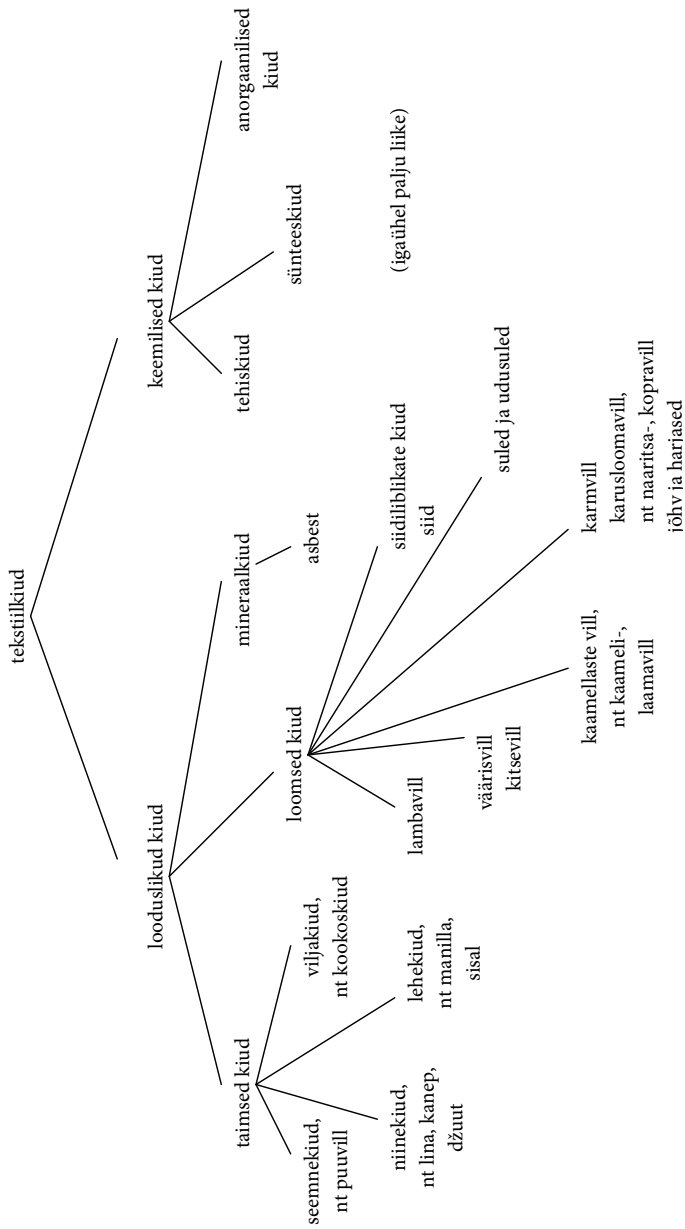 tekstiilkiud
looduslikud kiud
keemilised kiud
taimsed kiud
mineraalkiud
tehiskiud
anorgaanilised
kiud
loomsed kiud
sünteeskiud
seemnekiud,
nt puuvill
viljakiud,
nt kookoskiud
asbest
niinekiud,
nt lina, kanep,
džuut
lehekiud,
nt manilla,
sisal
lambavill
siidiliblikate kiud
siid
(igaühel palju liike)
väärisvill
kitsevill
suled ja udusuled
kaamellaste vill,
nt kaameli-,
laamavill
karmvill
karusloomavill,
nt naaritsa-, kopravill
jõhv ja harjased